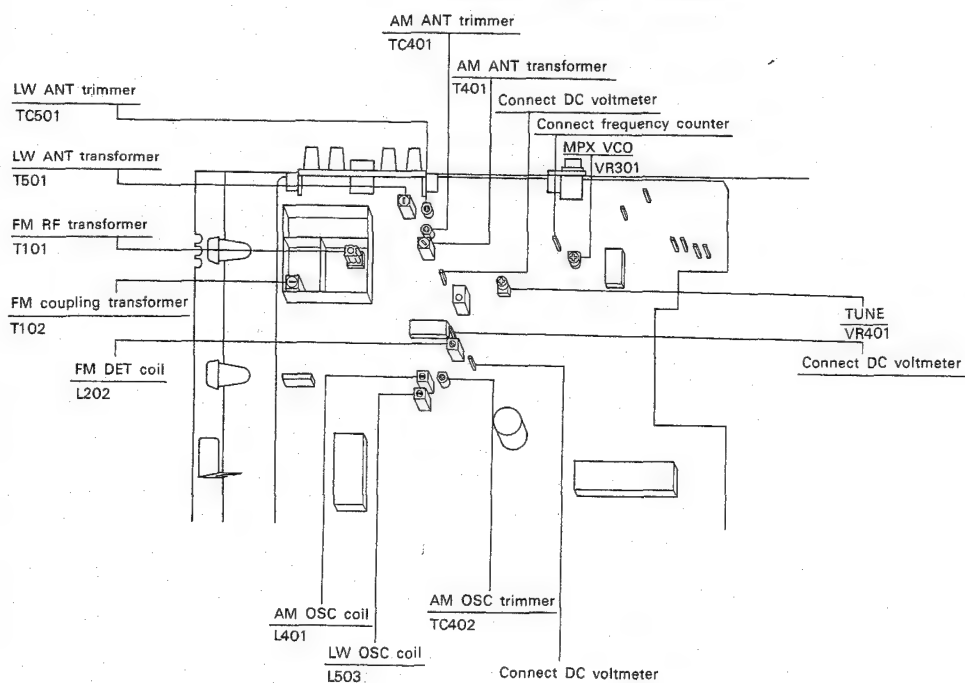 AM ANT trimmer
TC401
AM ANT transformer
T401
LW ANT trimmer
TC501
Connect DC voltmeter
Connect frequency counter
MPX VCO
VR301
LW ANT transformer
T501
FM RF transformer
T101
FM coupling transformer
T102
TUNE
VR401
Connect DC voltmeter
FM DET coil
L202
AM OSC coil
L401
AM OSC trimmer
TC402
LW OSC coil
L503
Connect DC voltmeter